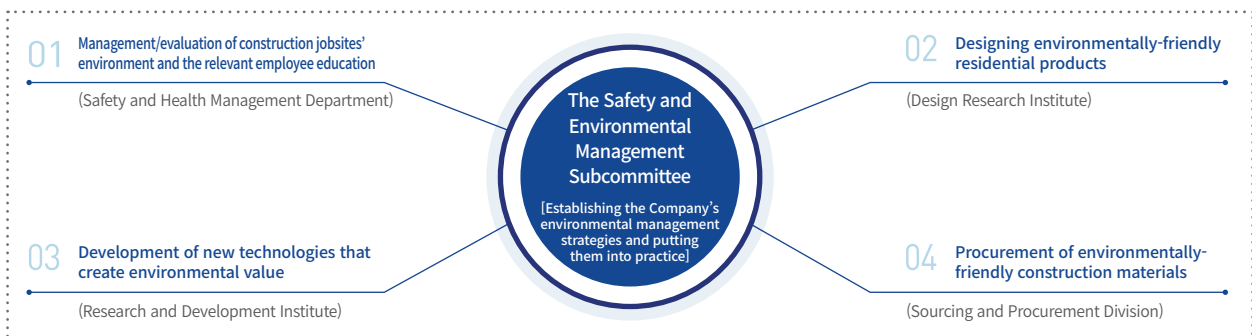 01
Management/evaluation of construction jobsites'
environment and the relevant employee education
(Safety and Health Management Department)
02
Designing environmentally-friendly
residential products
(Design Research Institute)
The Safety and
Environmental
Management
Subcommittee
[Establishing the Company's
environmental management
strategies and putting
them into practice]
03
Development of new technologies that
create environmental value
(Research and Development Institute)
04
Procurement of environmentally-
friendly construction materials
(Sourcing and Procurement Division)